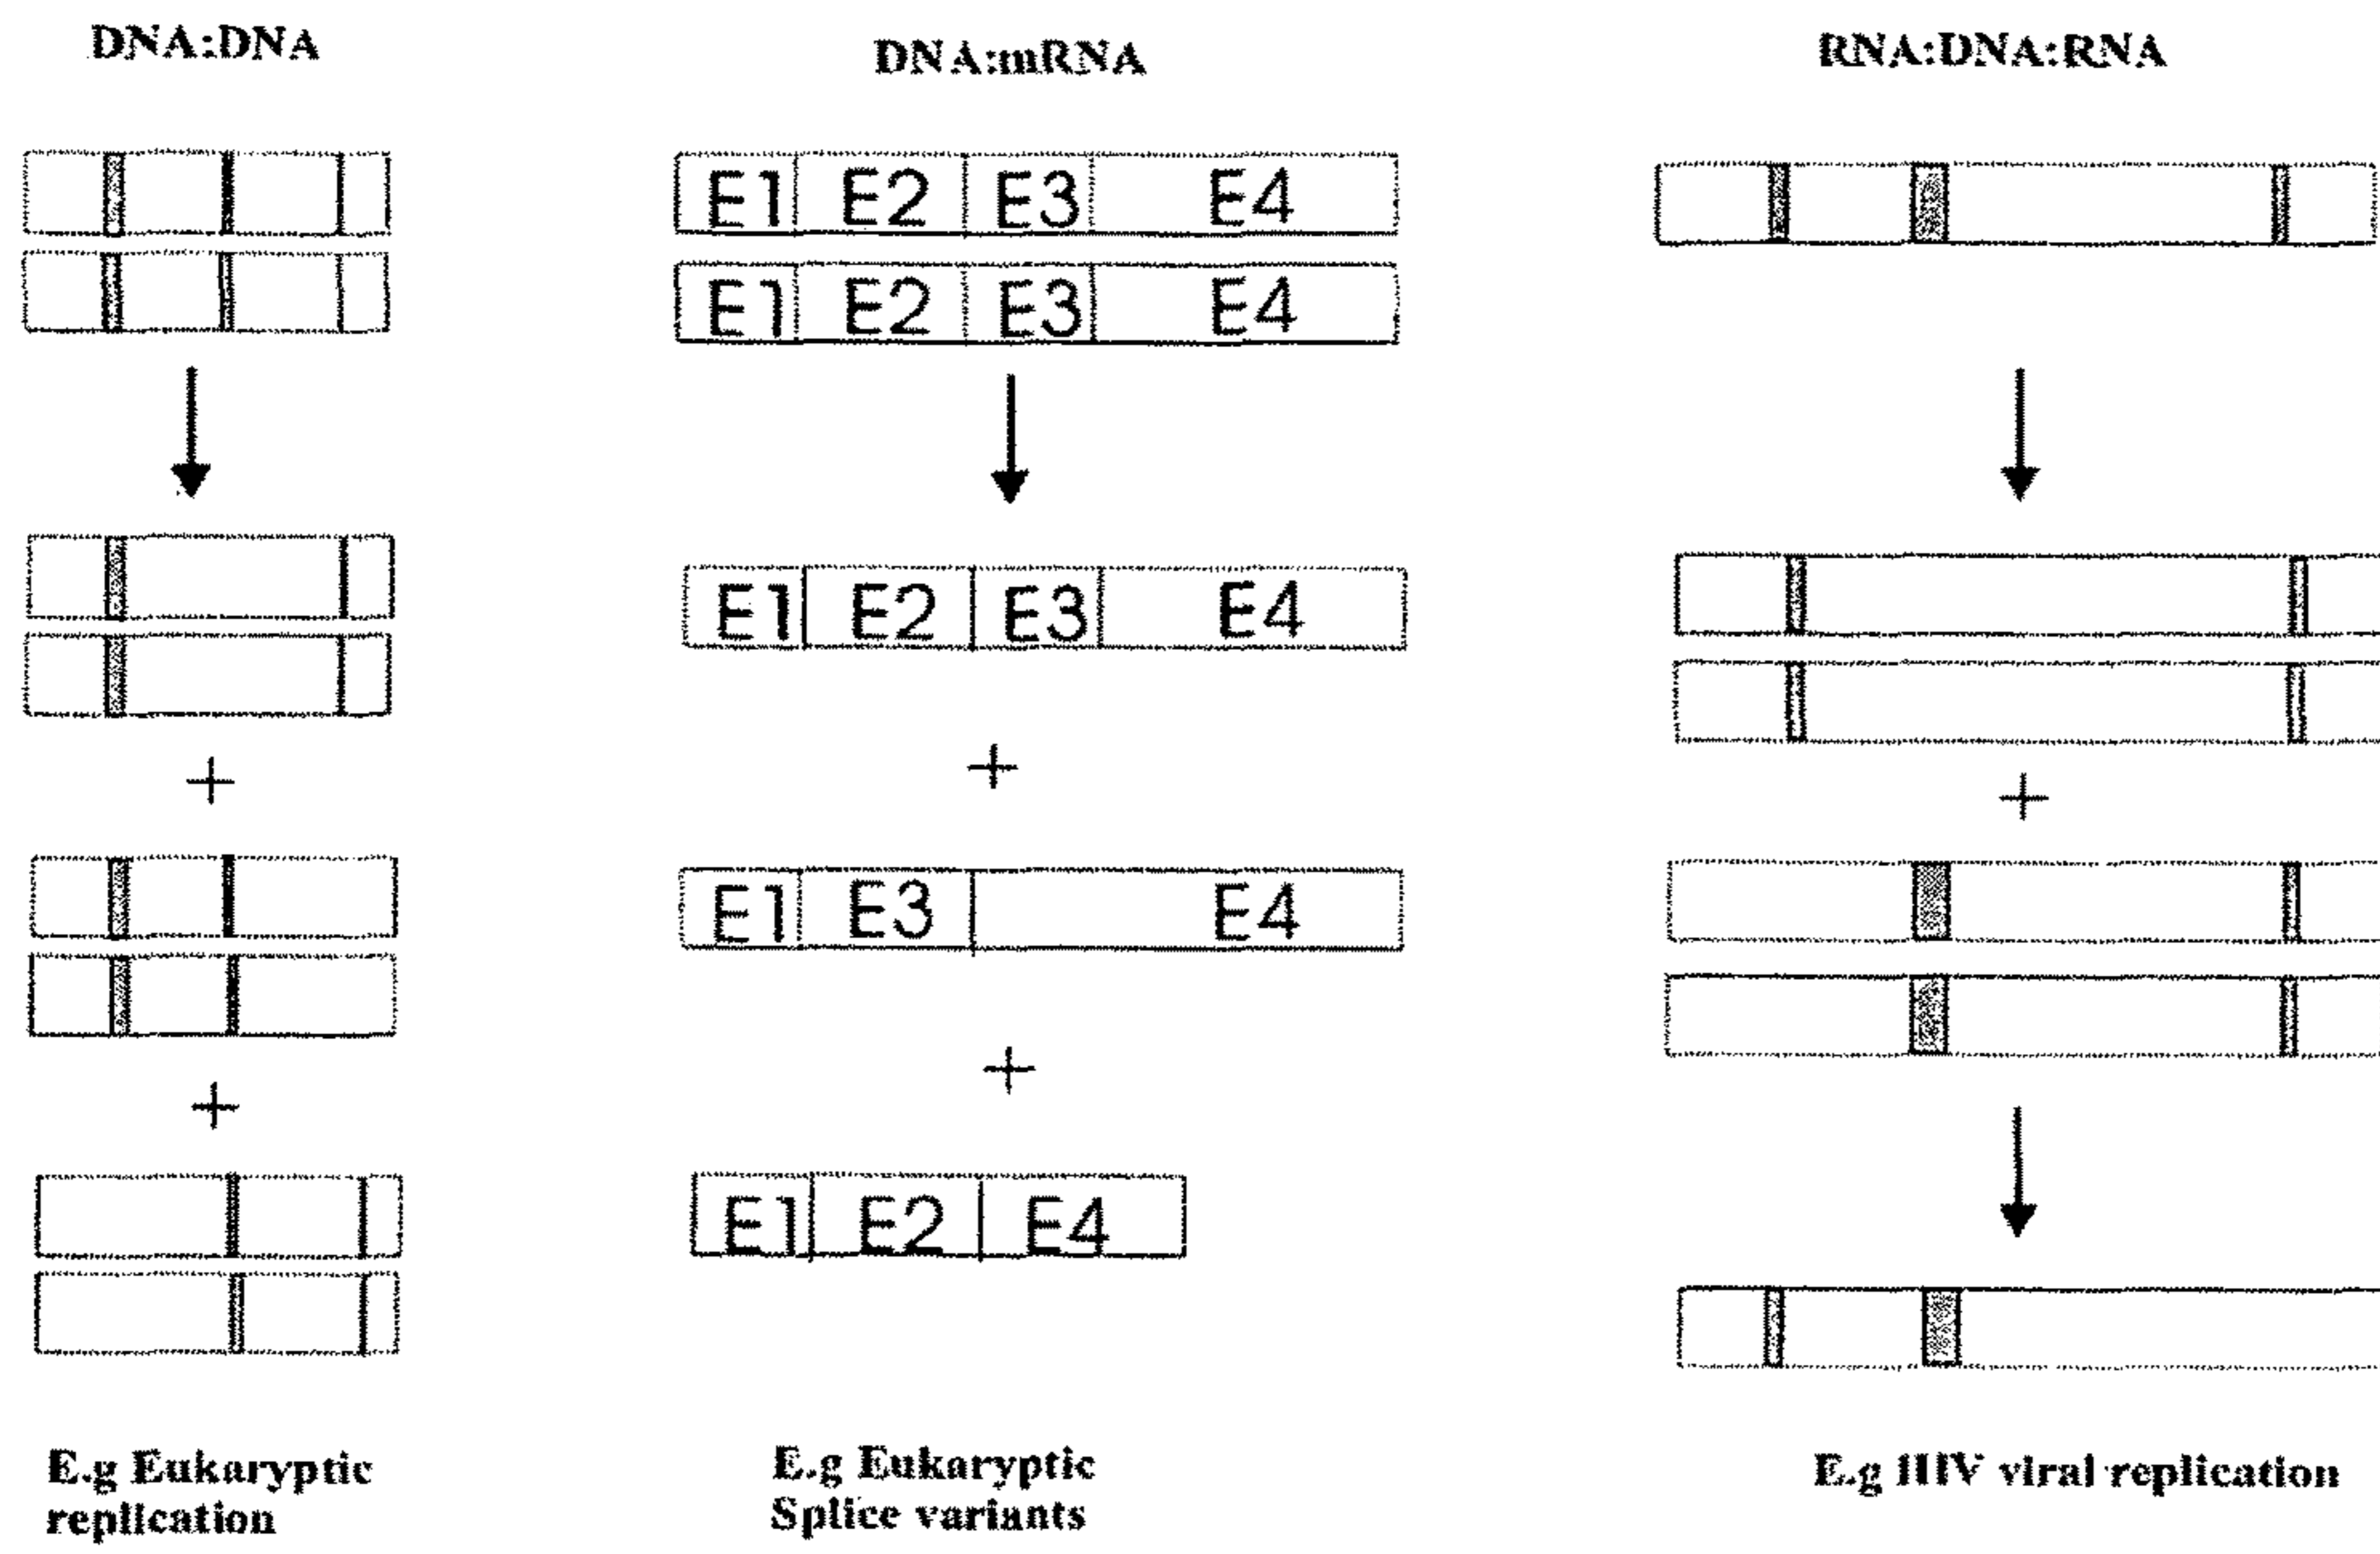 DNA:DNA
DNA:mRNA
RNA:DNA:RNA
E1 E2 E3 E4
E1 E2 E3 E4
E1 E2 E3 E4
+
+
+
E1 E3 E4
+
+
E1 E2 E4
E.g Eukaryptic
replication
E.g Eukaryptic
Splice variants
E.g HIV viral replication